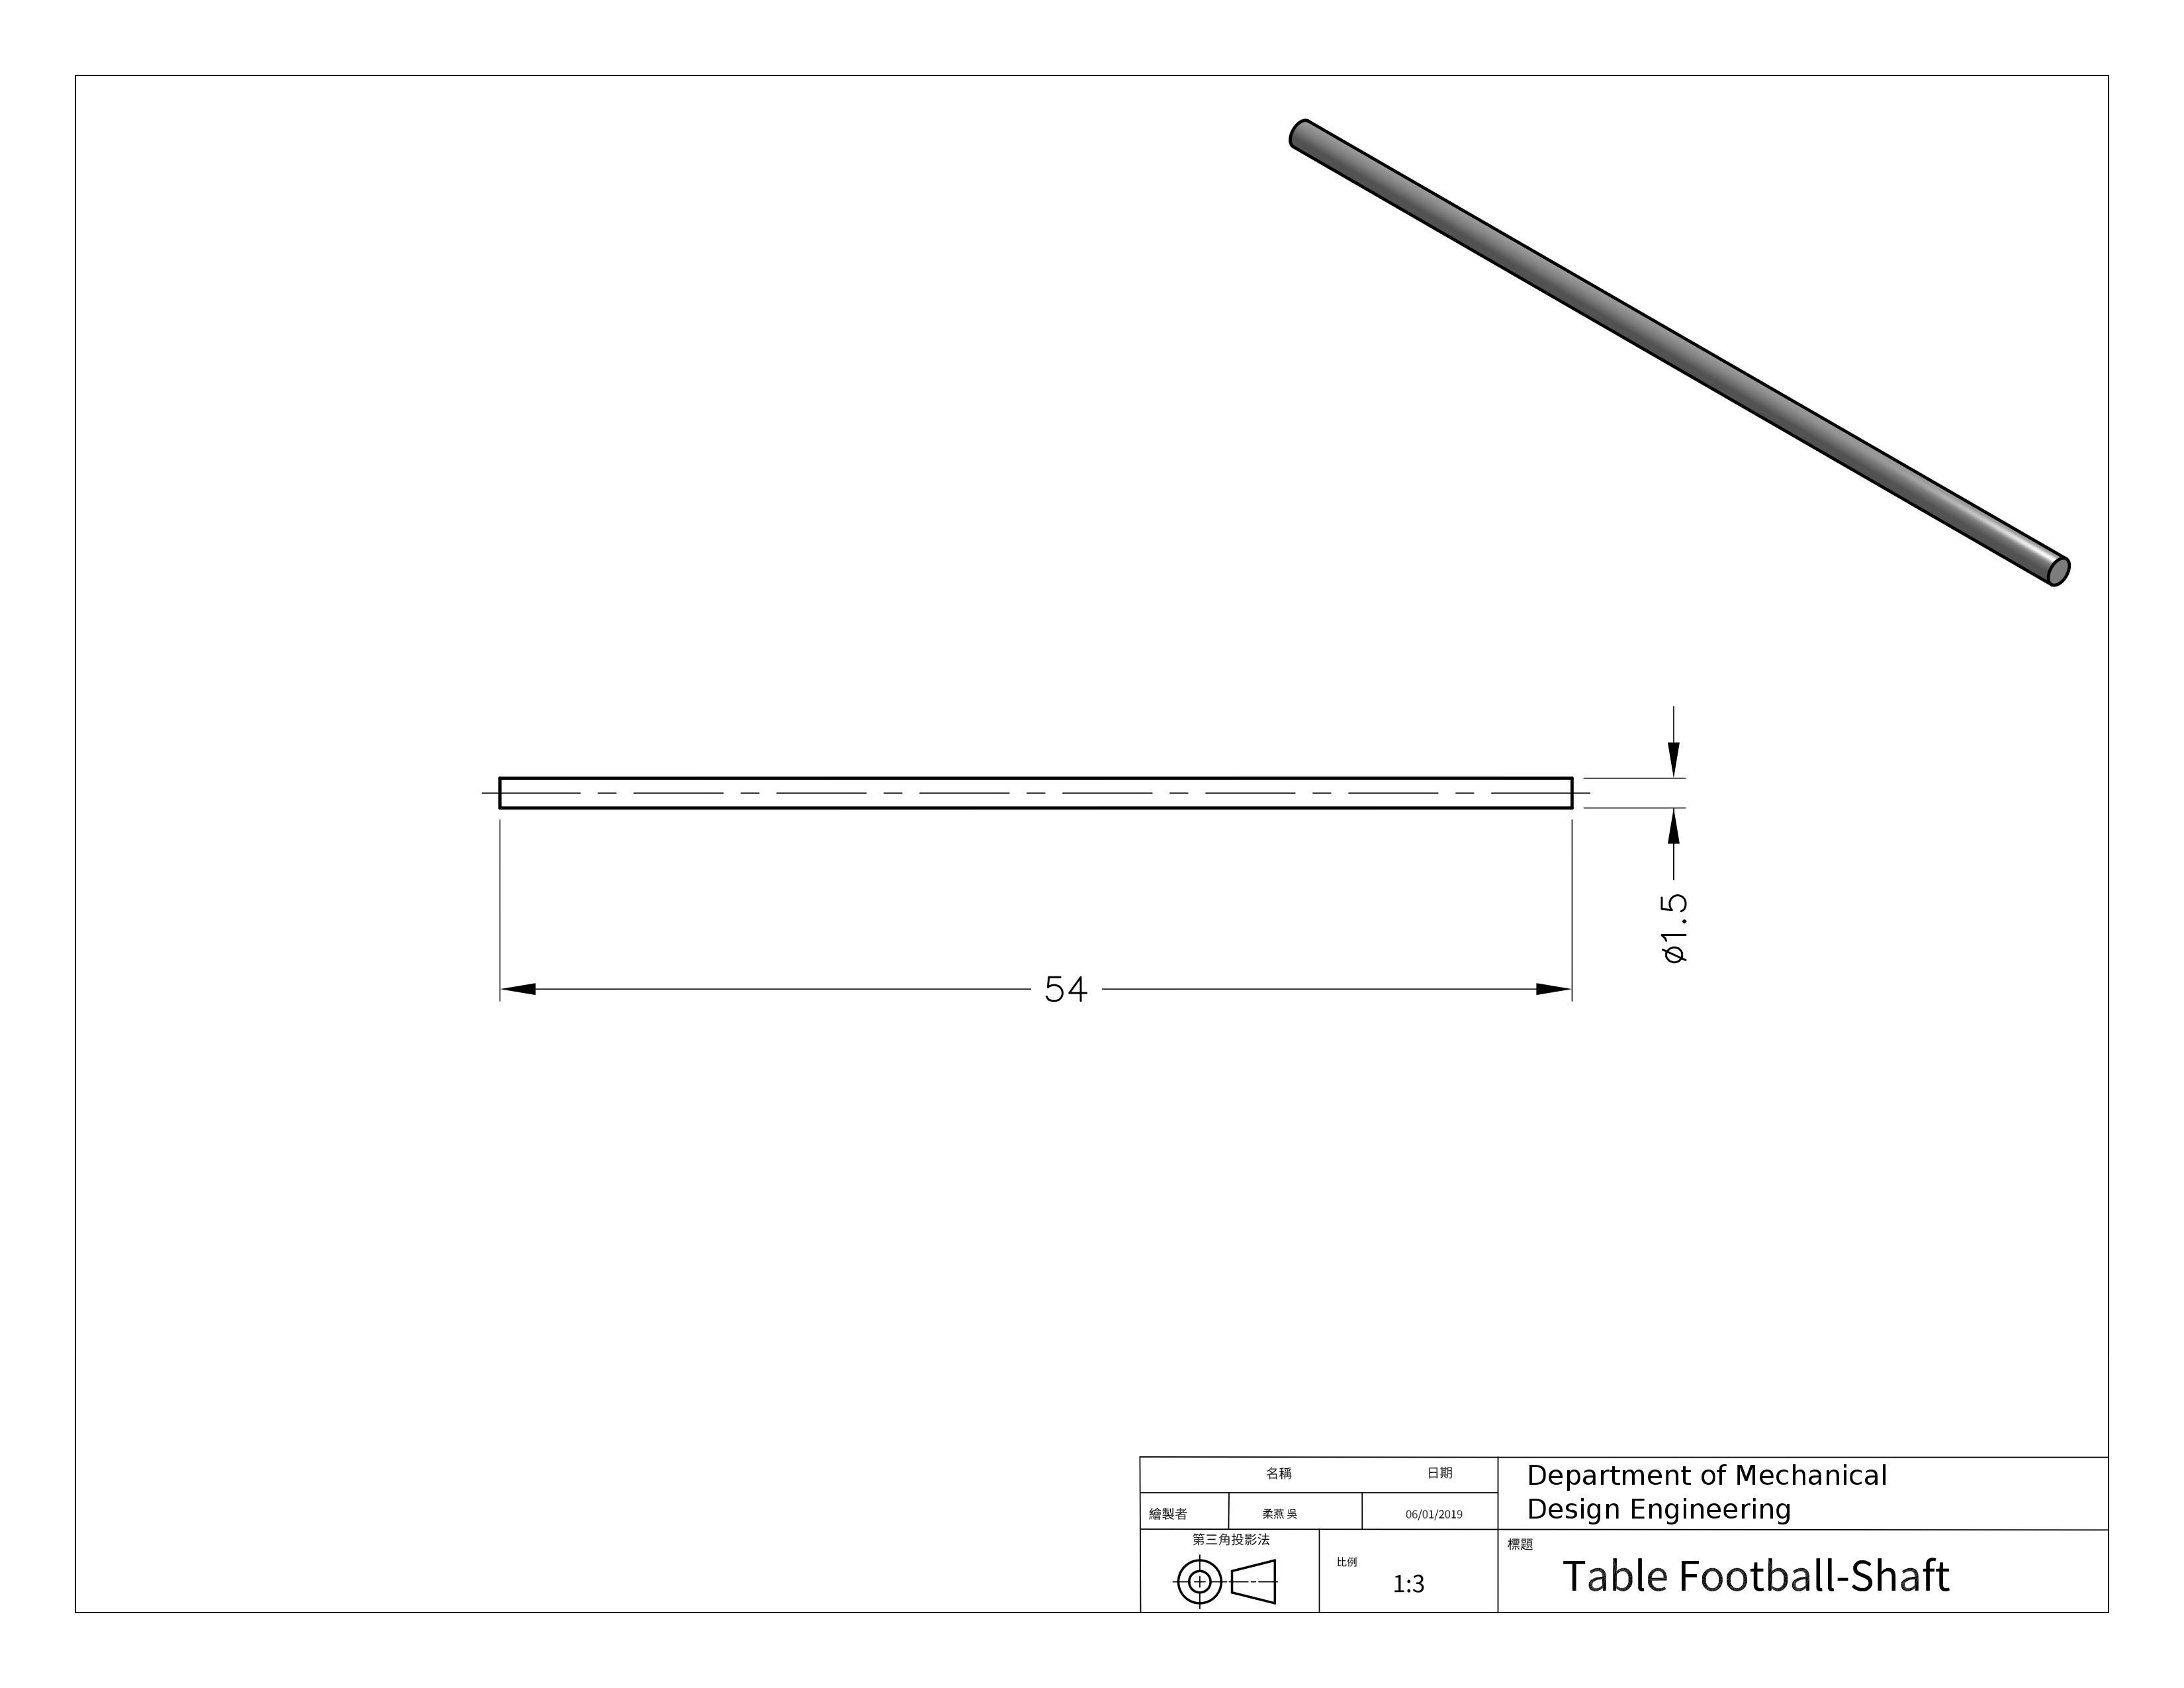 ø1.5
54
名稱 日期
Department of Mechanical
Design Engineering
繪製者 柔燕 吳 06/01/2019
第三角投影法
比例
1:3
標題
Table Football-Shaft